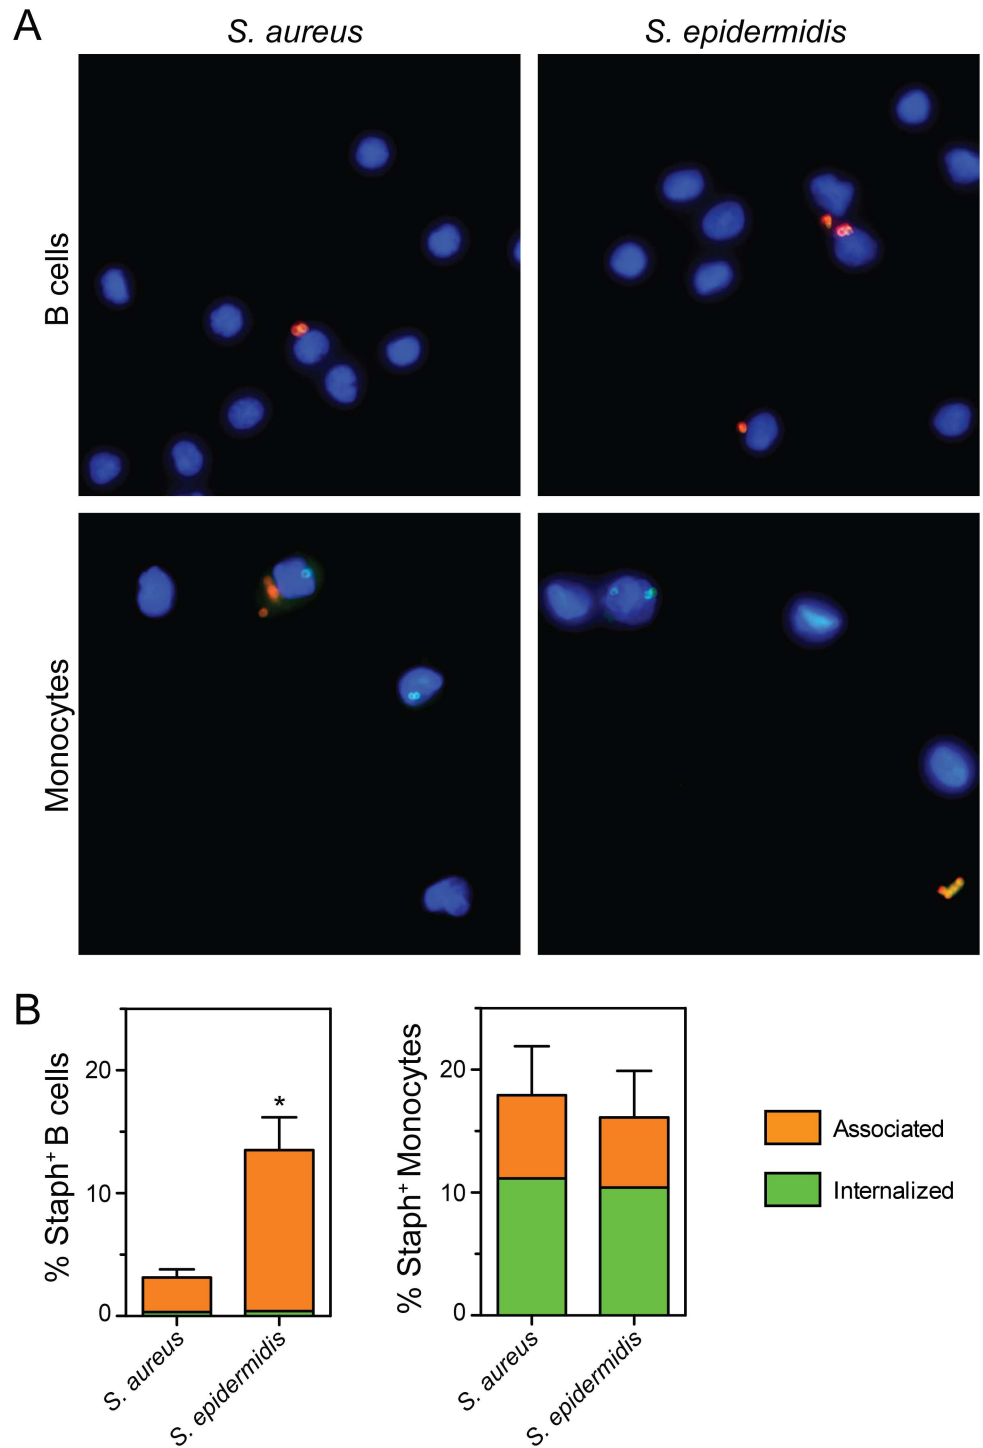 A
S. aureus
S. epidermidis
B cells
Monocytes
B
% Staph⁺ B cells
20
10
0
*
S. aureus
S. epidermidis
% Staph⁺ Monocytes
20
10
0
S. aureus
S. epidermidis
Associated
Internalized